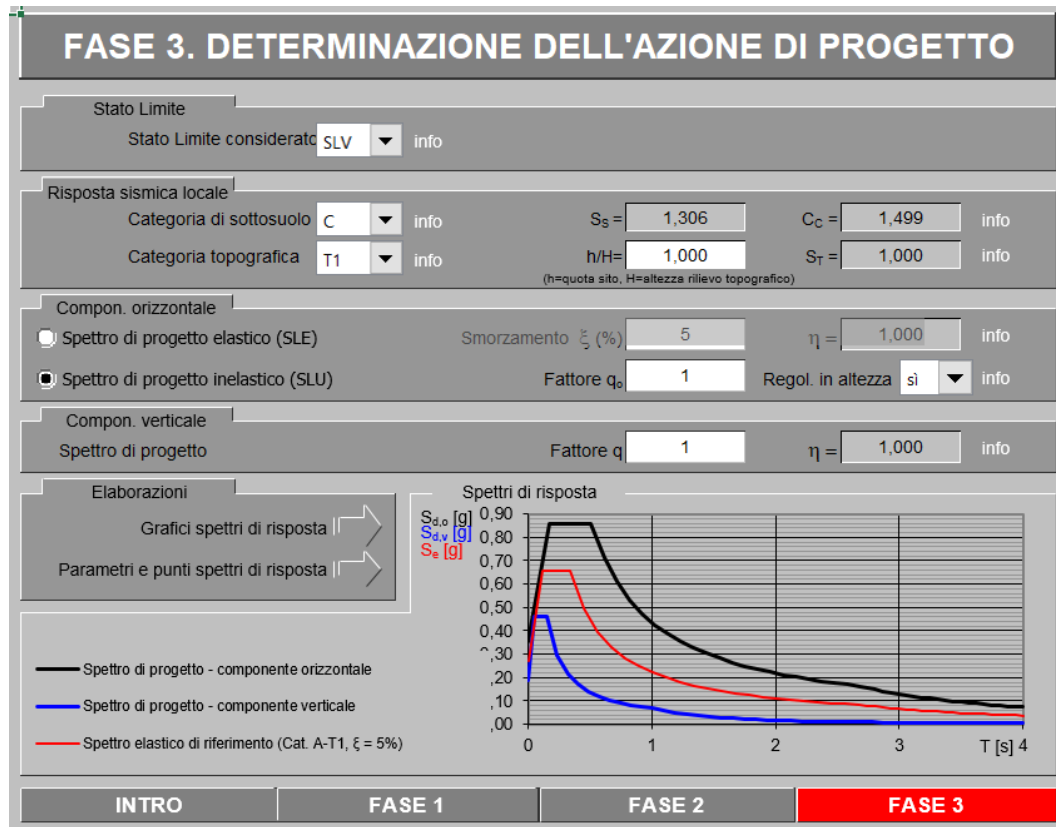 FASE 3. DETERMINAZIONE DELL'AZIONE DI PROGETTO
Stato Limite
Stato Limite considerato SLV info
Risposta sismica locale
Categoria di sottosuolo C info SS = 1,306 CC = 1,499 info
Categoria topografica T1 info h/H= 1,000 ST = 1,000 info
(h=quota sito, H=altezza rilievo topografico)
Compon. orizzontale
Spettro di progetto elastico (SLE) Smorzamento ξ (%) 5 η = 1,000 info
Spettro di progetto inelastico (SLU) Fattore qo 1 Regol. in altezza sì info
Compon. verticale
Spettro di progetto Fattore q 1 η = 1,000 info
Elaborazioni
Grafici spettri di risposta
Parametri e punti spettri di risposta
Spettri di risposta
Sd,o [g]
Sd,v [g]
Se [g]
0,90
0,80
0,70
0,60
0,50
0,40
,30
,20
,10
,00
0 1 2 3 T [s] 4
Spettro di progetto - componente orizzontale
Spettro di progetto - componente verticale
Spettro elastico di riferimento (Cat. A-T1, ξ = 5%)
INTRO FASE 1 FASE 2 FASE 3